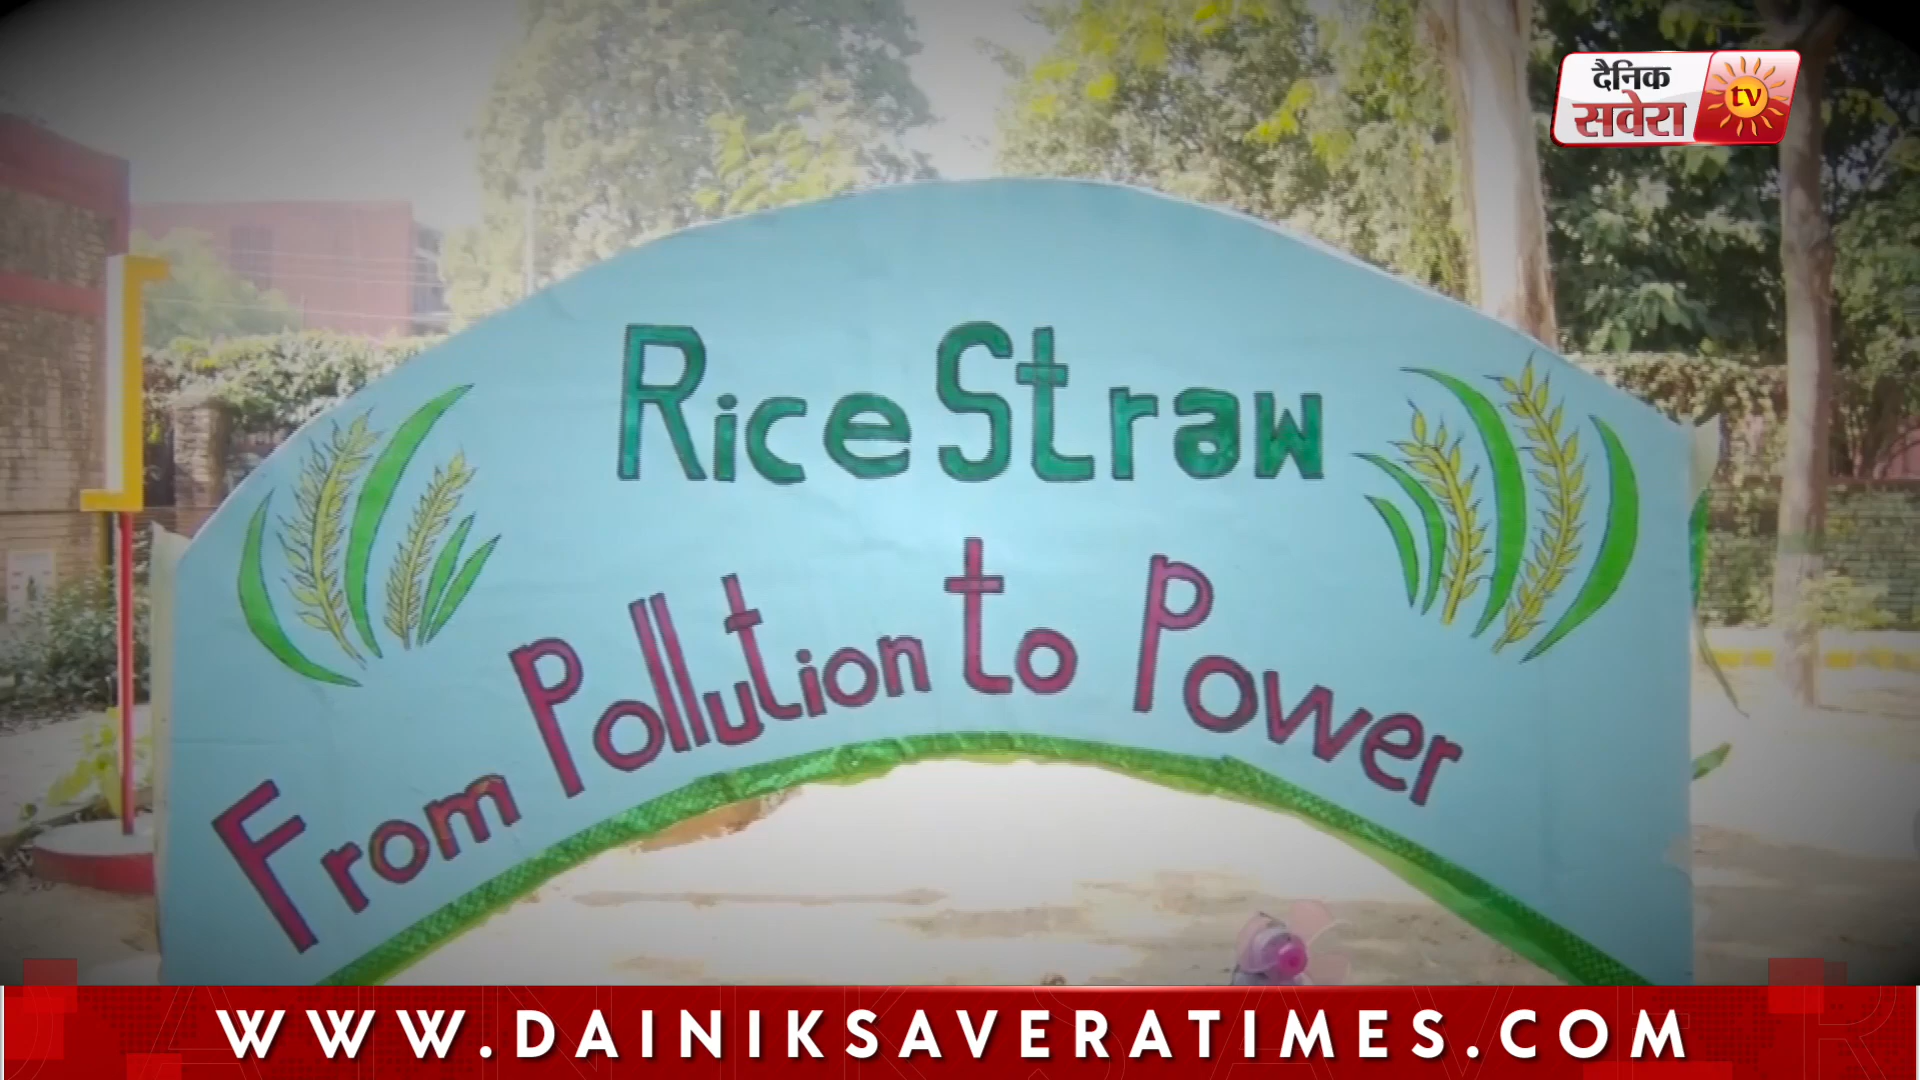 दैनिक
सवेरा
tv
Rice Straw
From Pollution to Power
WWW.DAINIKSAVERATIMES.COM